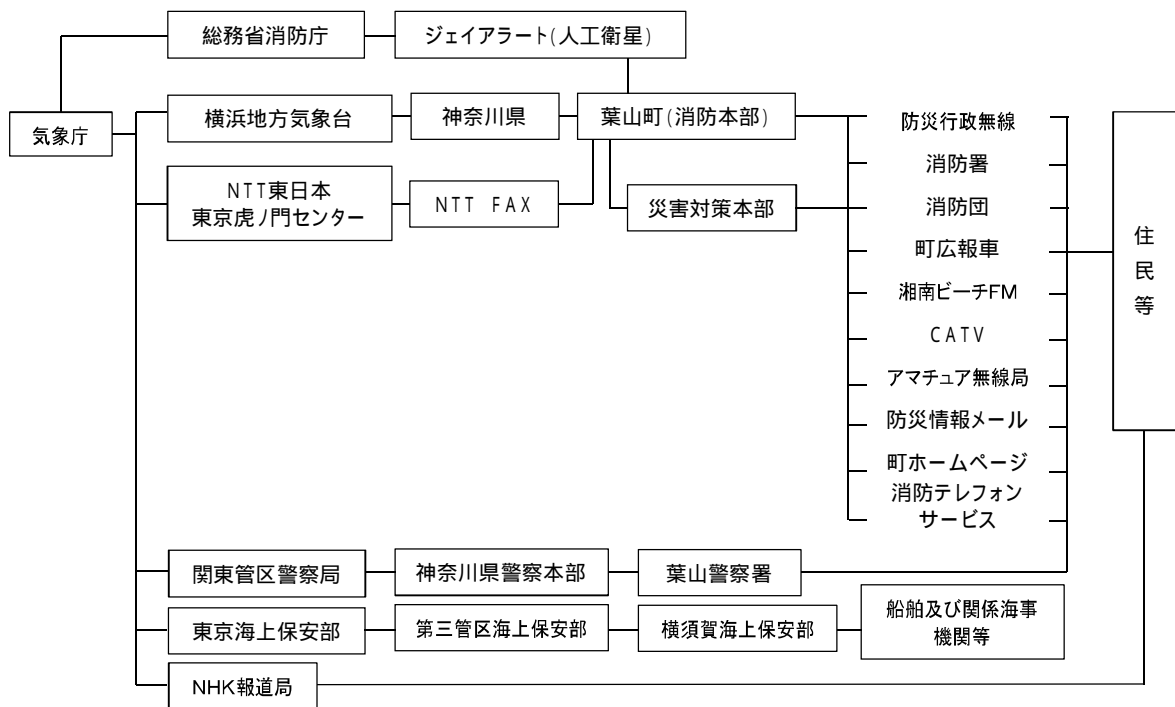 総務省消防庁
ジェイアラート(人工衛星)
気象庁
横浜地方気象台
神奈川県
葉山町(消防本部)
NTT東日本
東京虎ノ門センター
NTT FAX
災害対策本部
防災行政無線
消防署
消防団
町広報車
湘南ビーチFM
CATV
アマチュア無線局
防災情報メール
町ホームページ
消防テレフォン
サービス
住
民
等
関東管区警察局
神奈川県警察本部
葉山警察署
東京海上保安部
第三管区海上保安部
横須賀海上保安部
船舶及び関係海事
機関等
NHK報道局